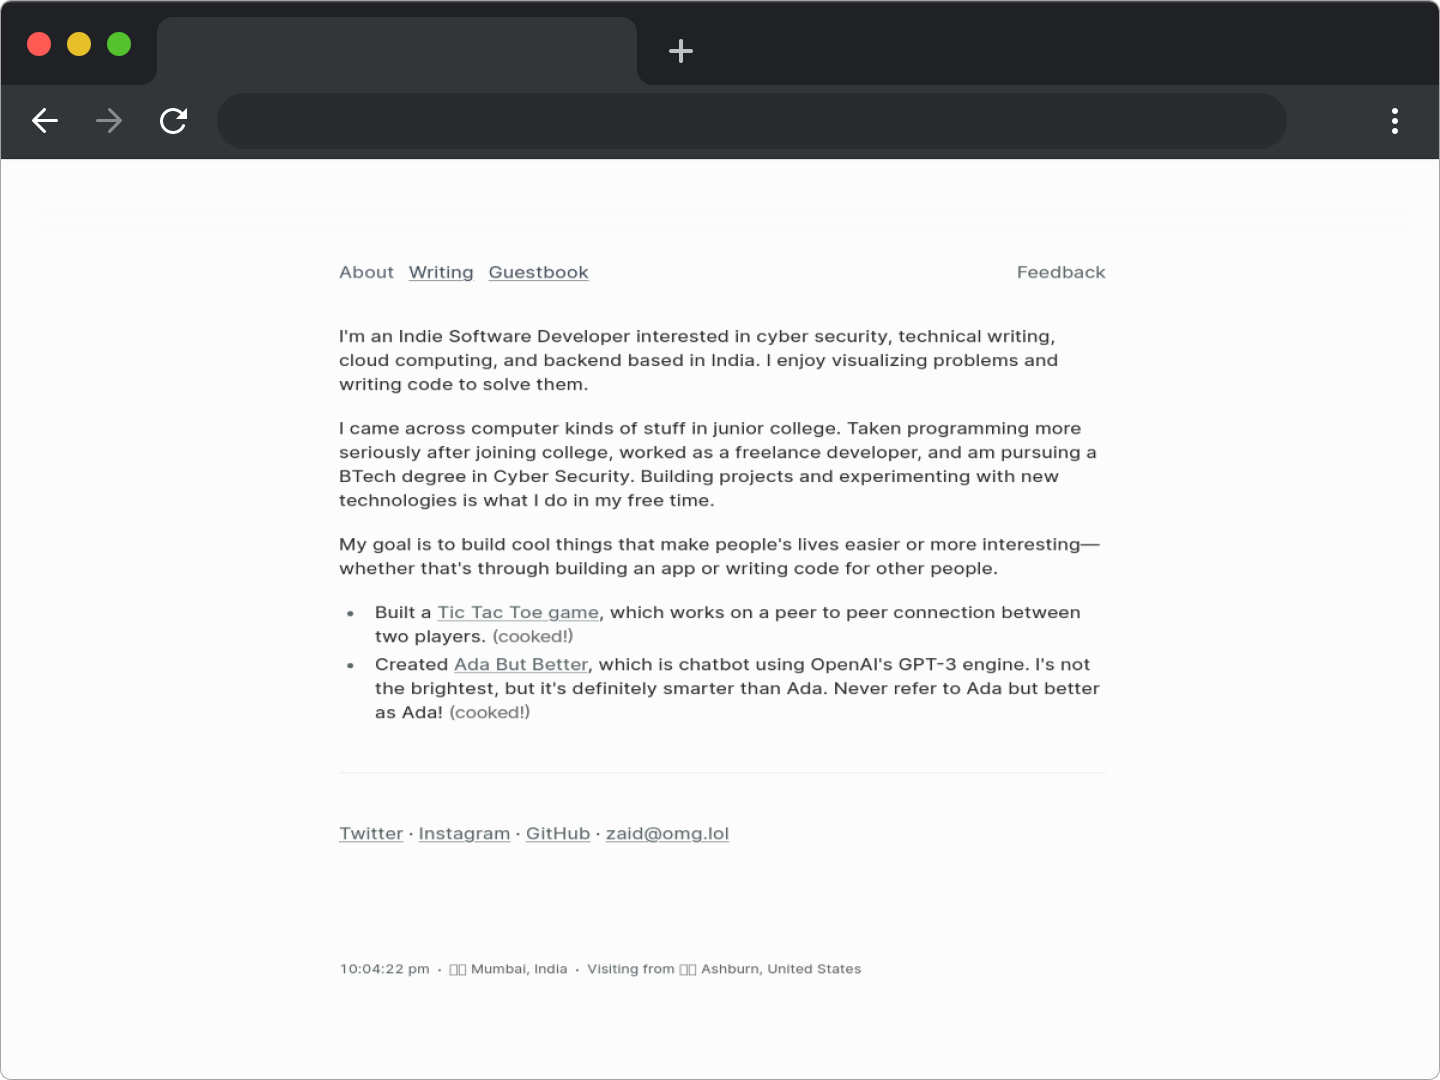 About Writing Guestbook Feedback
I'm an Indie Software Developer interested in cyber security, technical writing,
cloud computing, and backend based in India. I enjoy visualizing problems and
writing code to solve them.
I came across computer kinds of stuff in junior college. Taken programming more
seriously after joining college, worked as a freelance developer, and am pursuing a
BTech degree in Cyber Security. Building projects and experimenting with new
technologies is what I do in my free time.
My goal is to build cool things that make people's lives easier or more interesting—
whether that's through building an app or writing code for other people.
• Built a Tic Tac Toe game, which works on a peer to peer connection between
two players. (cooked!)
• Created Ada But Better, which is chatbot using OpenAI's GPT-3 engine. I's not
the brightest, but it's definitely smarter than Ada. Never refer to Ada but better
as Ada! (cooked!)
Twitter · Instagram · GitHub · zaid@omg.lol
10:04:22 pm · Mumbai, India · Visiting from Ashburn, United States